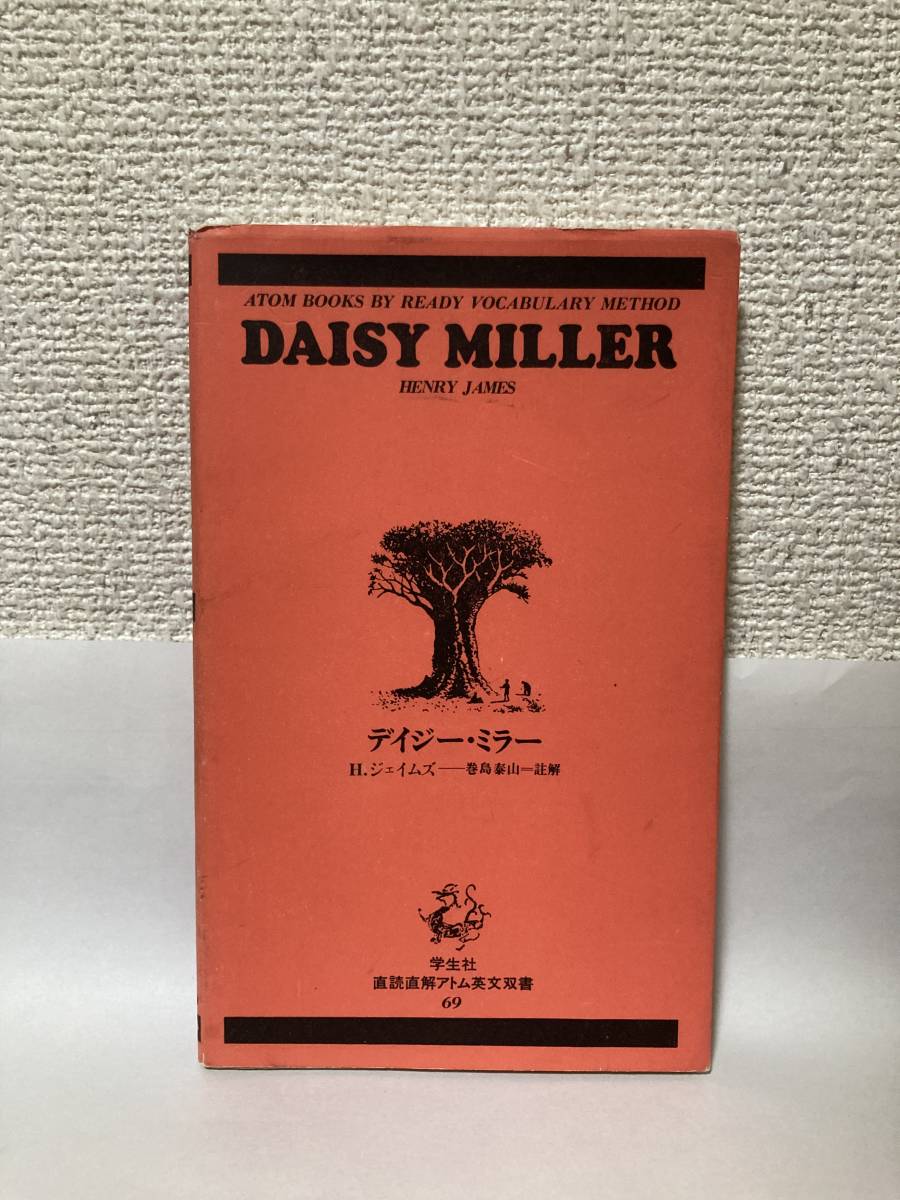 ATOM BOOKS BY READY VOCABULARY METHOD
DAISY MILLER
HENRY JAMES
デイジー・ミラー
H.ジェイムズ――巻島泰山＝註解
学生社
直読直解アトム英文双書
69